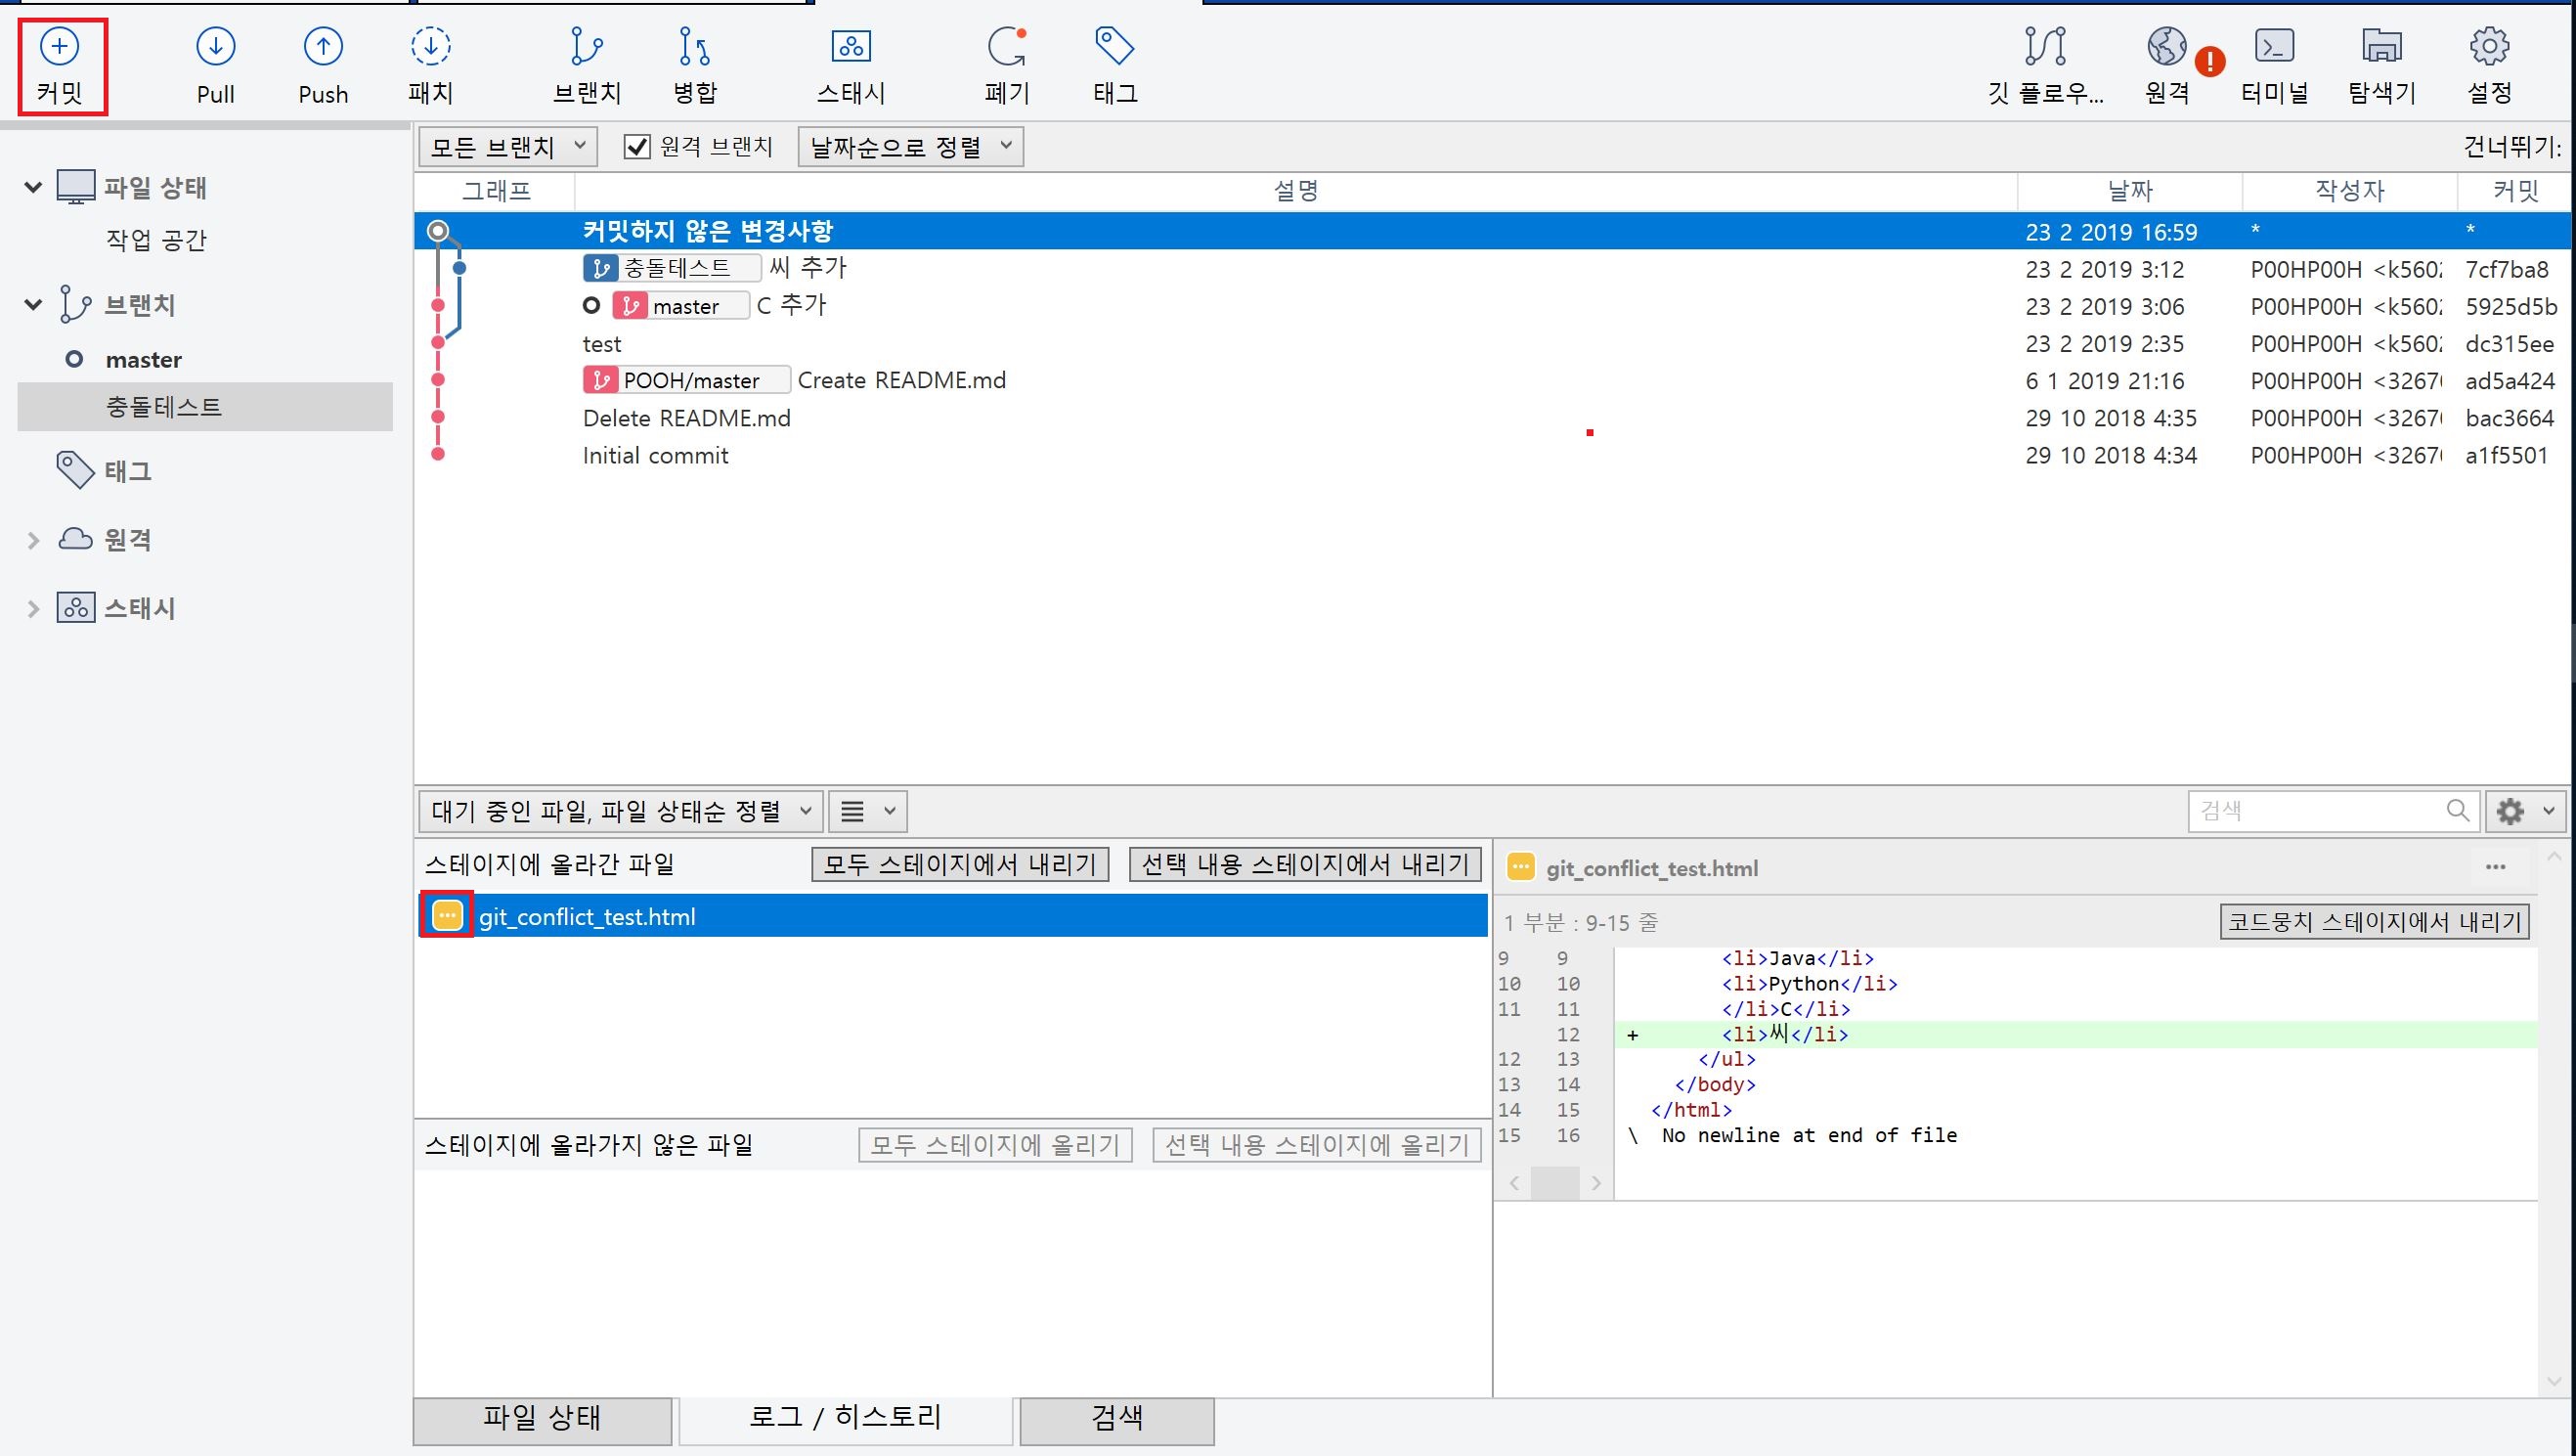 커밋 Pull Push 패치 브랜치 병합 스태시 폐기 태그 깃 플로우... 원격 ! 터미널 탐색기 설정
모든 브랜치 원격 브랜치 날짜순으로 정렬 건너뛰기:
파일 상태
작업 공간
브랜치
master
충돌테스트
태그
원격
스태시
그래프 설명 날짜 작성자 커밋
커밋하지 않은 변경사항 23 2 2019 16:59 * *
충돌테스트 씨 추가 23 2 2019 3:12 P00HP00H <k560 7cf7ba8
master C 추가 23 2 2019 3:06 P00HP00H <k560 5925d5b
test 23 2 2019 2:35 P00HP00H <k560 dc315ee
POOH/master Create README.md 6 1 2019 21:16 P00HP00H <3267 ad5a424
Delete README.md 29 10 2018 4:35 P00HP00H <3267 bac3664
Initial commit 29 10 2018 4:34 P00HP00H <3267 a1f5501
대기 중인 파일, 파일 상태순 정렬 검색
스테이지에 올라간 파일 모두 스테이지에서 내리기 선택 내용 스테이지에서 내리기
git_conflict_test.html
스테이지에 올라가지 않은 파일 모두 스테이지에 올리기 선택 내용 스테이지에 올리기
git_conflict_test.html ...
1 부분 : 9-15 줄 코드뭉치 스테이지에서 내리기
9 9 <li>Java</li>
10 10 <li>Python</li>
11 11 </li>C</li>
12 + <li>씨</li>
12 13 </ul>
13 14 </body>
14 15 </html>
15 16 \ No newline at end of file
파일 상태 로그 / 히스토리 검색